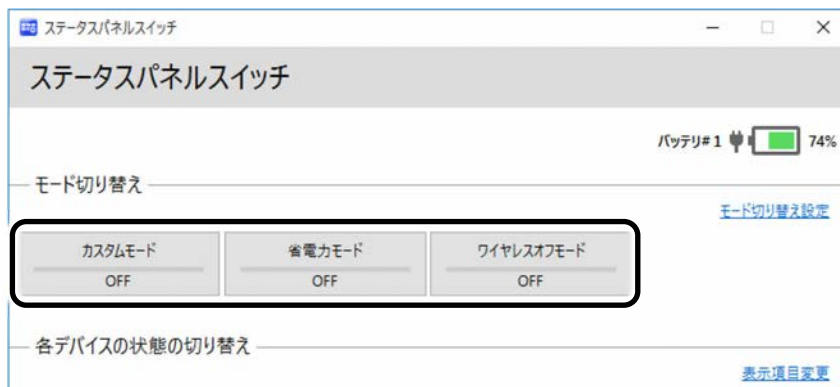 ステータスパネルスイッチ
ステータスパネルスイッチ
バッテリ#1 74%
モード切り替え
モード切り替え設定
カスタムモード 省電力モード ワイヤレスオフモード
OFF OFF OFF
各デバイスの状態の切り替え
表示項目変更